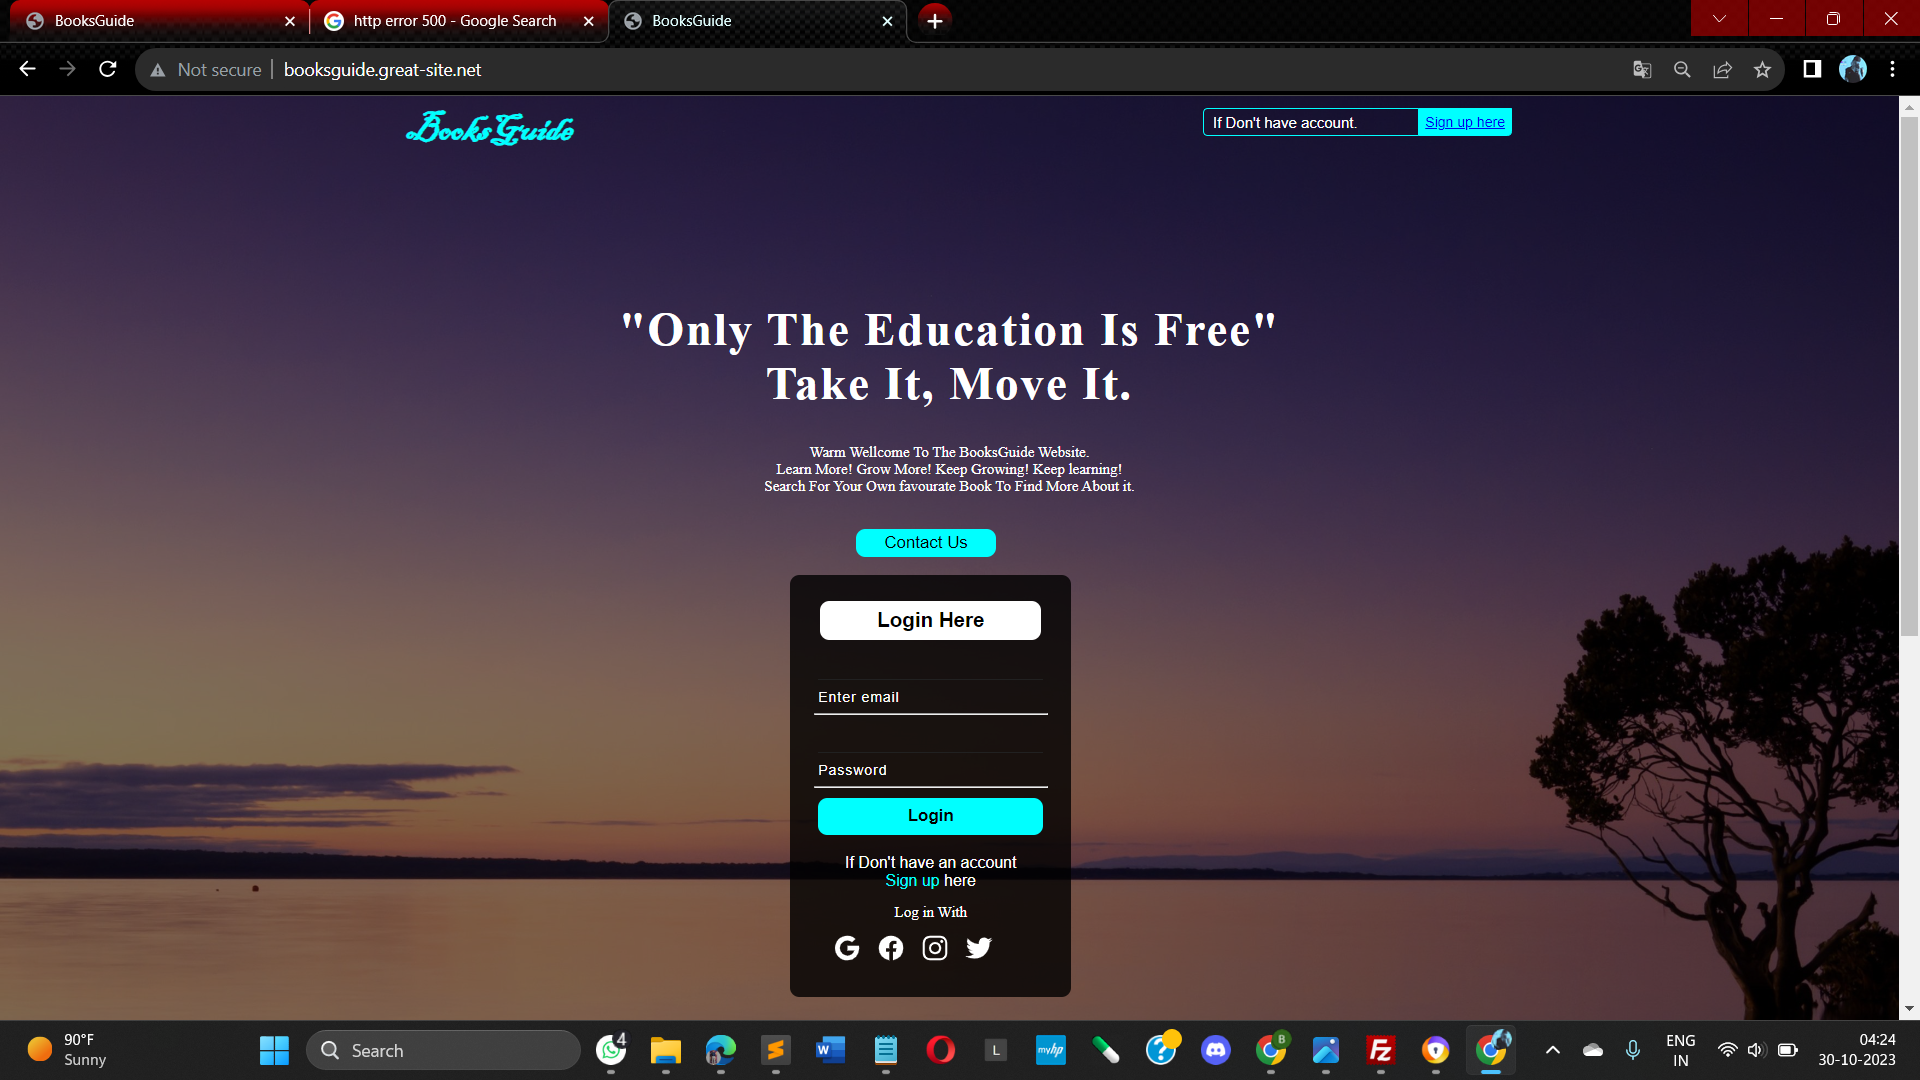 BooksGuide
http error 500 - Google Search
BooksGuide
Not secure
booksguide.great-site.net
BooksGuide
If Don't have account.
Sign up here
"Only The Education Is Free"
Take It, Move It.
Warm Wellcome To The BooksGuide Website.
Learn More! Grow More! Keep Growing! Keep learning!
Search For Your Own favourate Book To Find More About it.
Contact Us
Login Here
Enter email
Password
Login
If Don't have an account
Sign up here
Log in With
90°F
Sunny
Search
4
W
L
myhp
?
B
Fz
ENG
IN
04:24
30-10-2023